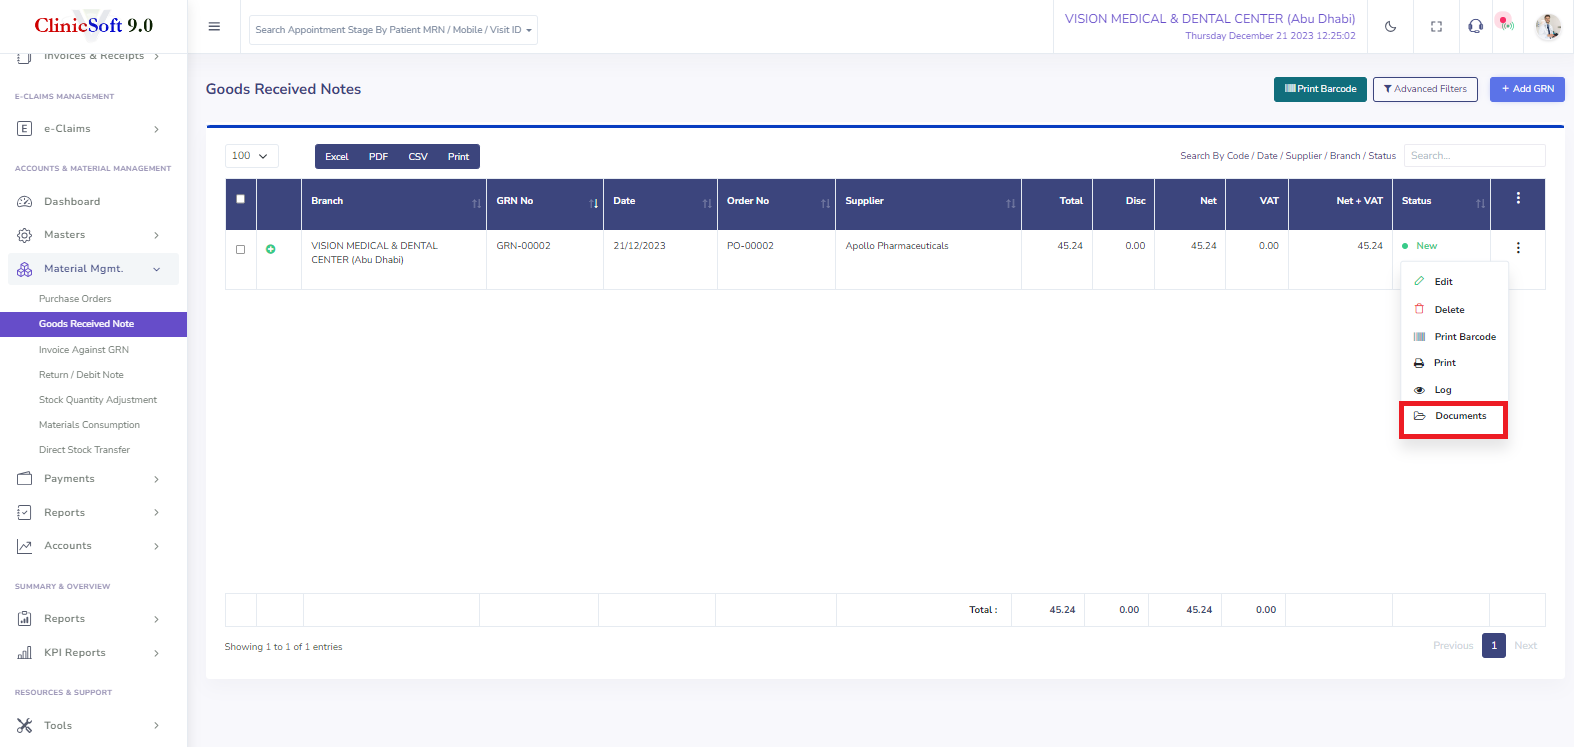 ClinicSoft 9.0
Search Appointment Stage By Patient MRN / Mobile / Visit ID
VISION MEDICAL & DENTAL CENTER (Abu Dhabi)
Thursday December 21 2023 12:25:02
Invoices & Receipts
E-CLAIMS MANAGEMENT
E e-Claims
ACCOUNTS & MATERIAL MANAGEMENT
Dashboard
Masters
Material Mgmt.
Purchase Orders
Goods Received Note
Invoice Against GRN
Return / Debit Note
Stock Quantity Adjustment
Materials Consumption
Direct Stock Transfer
Payments
Reports
Accounts
SUMMARY & OVERVIEW
Reports
KPI Reports
RESOURCES & SUPPORT
Tools
Goods Received Notes
Print Barcode
Advanced Filters
+ Add GRN
100
Excel PDF CSV Print
Search By Code / Date / Supplier / Branch / Status
Search...
Branch GRN No Date Order No Supplier Total Disc Net VAT Net + VAT Status
VISION MEDICAL & DENTAL CENTER (Abu Dhabi) GRN-00002 21/12/2023 PO-00002 Apollo Pharmaceuticals 45.24 0.00 45.24 0.00 45.24 New
Edit
Delete
Print Barcode
Print
Log
Documents
Total : 45.24 0.00 45.24 0.00
Showing 1 to 1 of 1 entries
Previous 1 Next